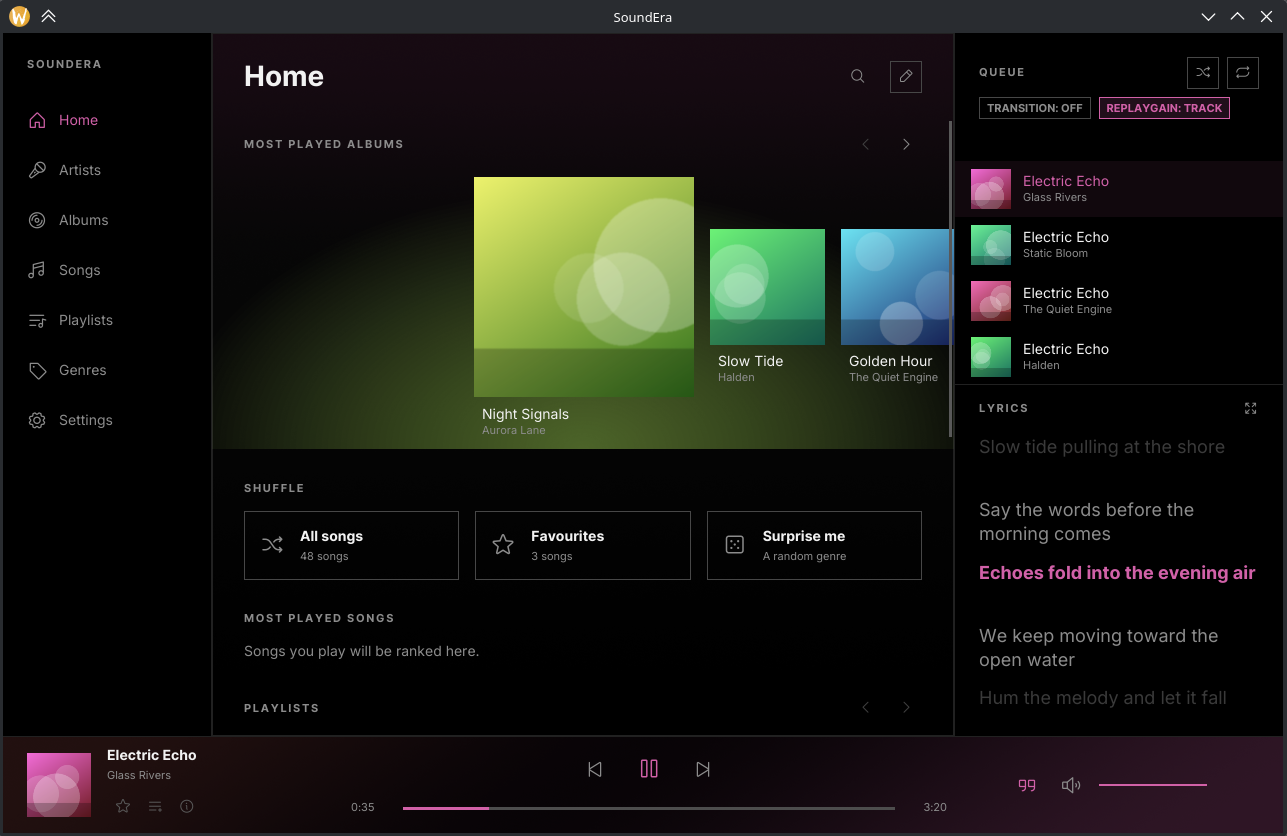 SoundEra
SOUNDERA
Home
Artists
Albums
Songs
Playlists
Genres
Settings
Home
MOST PLAYED ALBUMS
Night Signals
Aurora Lane
Slow Tide
Halden
Golden Hour
The Quiet Engine
SHUFFLE
All songs
48 songs
Favourites
3 songs
Surprise me
A random genre
MOST PLAYED SONGS
Songs you play will be ranked here.
PLAYLISTS
QUEUE
TRANSITION: OFF
REPLAYGAIN: TRACK
Electric Echo
Glass Rivers
Electric Echo
Static Bloom
Electric Echo
The Quiet Engine
Electric Echo
Halden
LYRICS
Slow tide pulling at the shore
Say the words before the
morning comes
Echoes fold into the evening air
We keep moving toward the
open water
Hum the melody and let it fall
Electric Echo
Glass Rivers
0:35
3:20